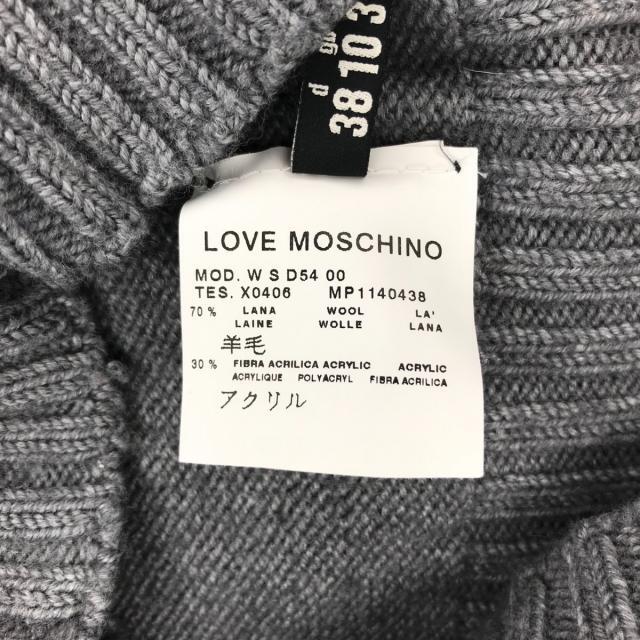 d gb
38 10 3
LOVE MOSCHINO
MOD. W S D54 00
TES. X0406 MP1140438
70 % LANA WOOL LA'
LAINE WOLLE LANA
羊毛
30 % FIBRA ACRILICA ACRYLIC ACRYLIC
ACRYLIQUE POLYACRYL FIBRA ACRILICA
アクリル